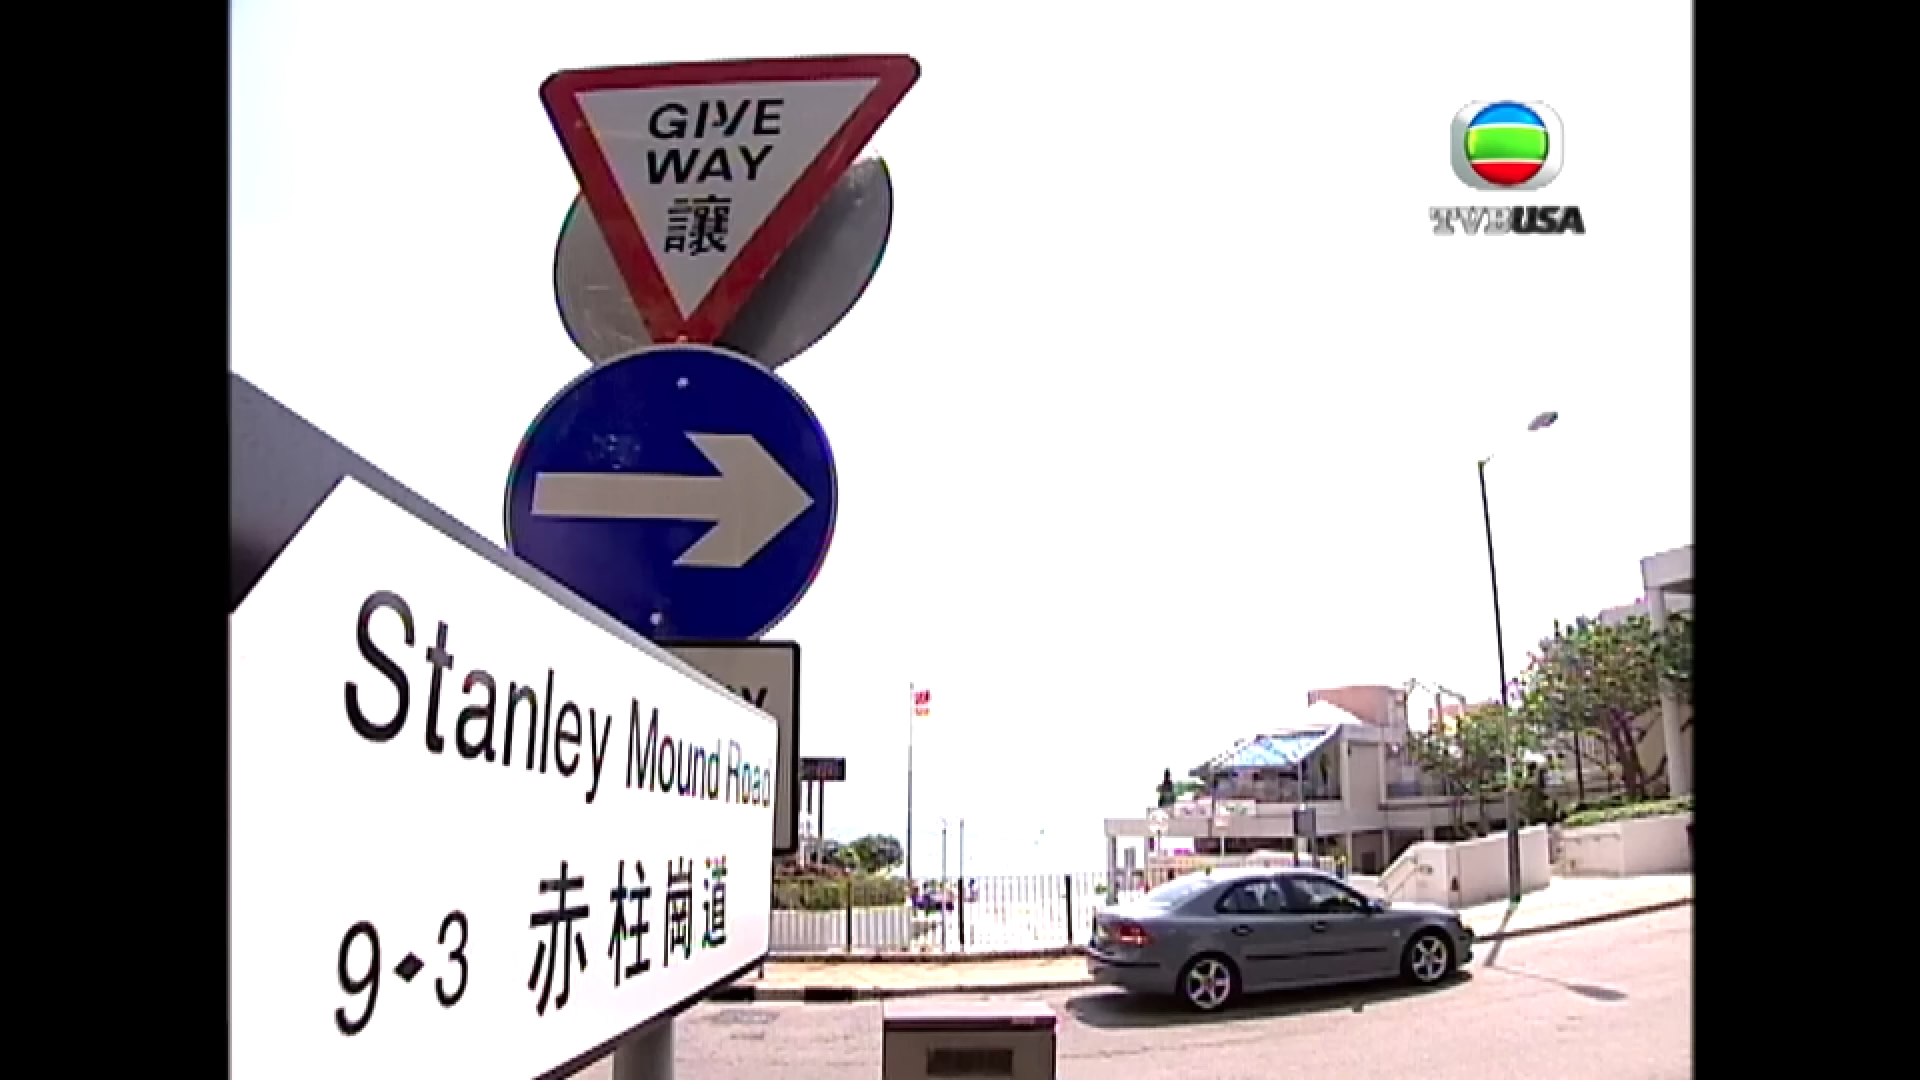 GIVE
WAY
讓
TVBUSA
Stanley Mound Road
9◆3 赤柱崗道